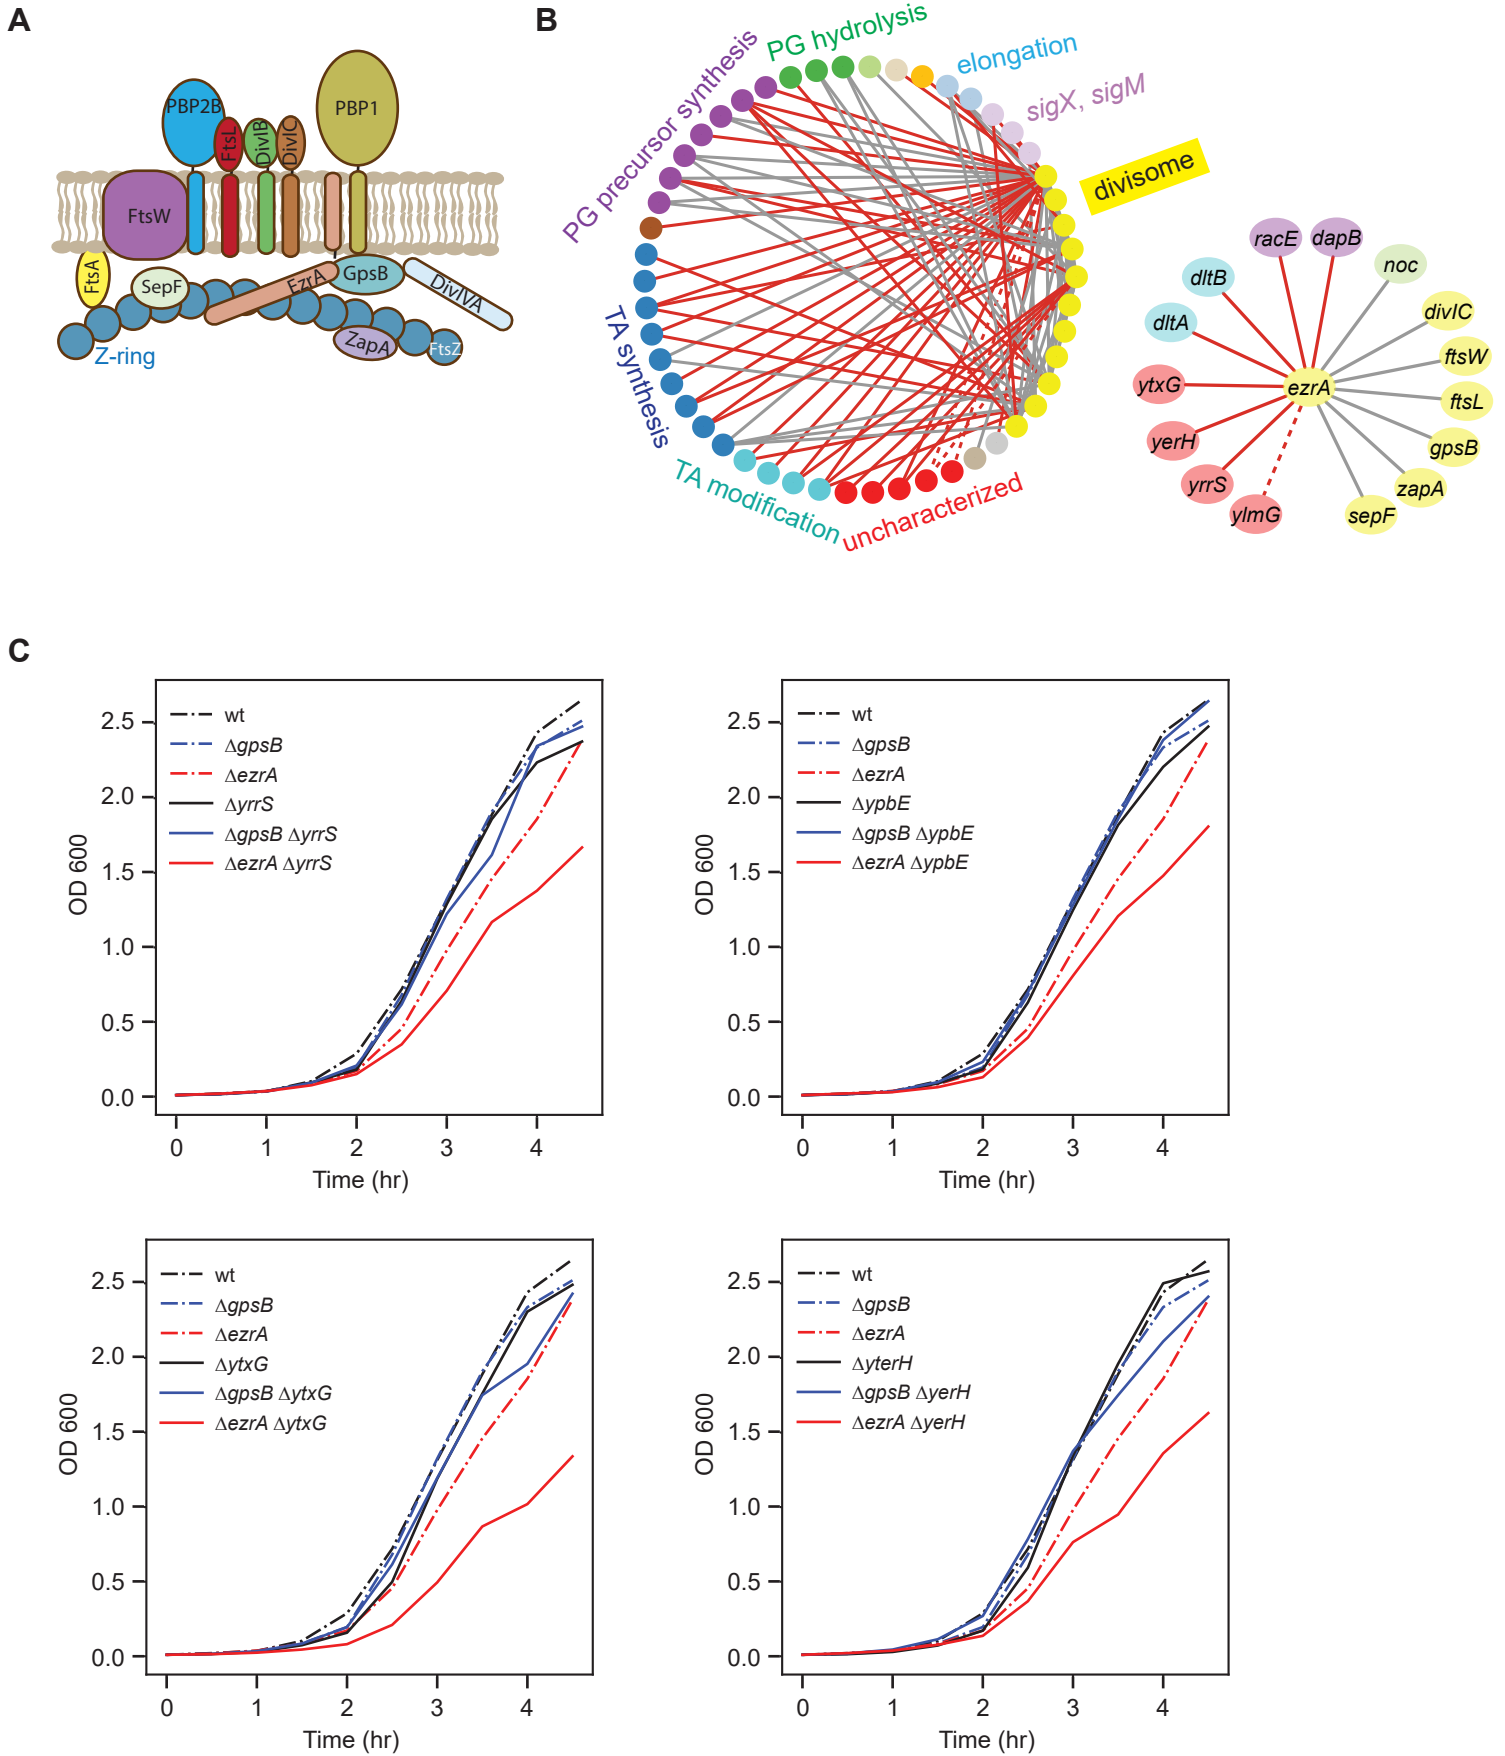 A
B
PBP2B
FtsL
DivIB
DivIC
PBP1
FtsW
FtsA
SepF
EzrA
GpsB
DivIVA
ZapA
FtsZ
Z-ring
PG hydrolysis
elongation
sigX, sigM
PG precursor synthesis
divisome
TA synthesis
TA modification
uncharacterized
racE
dapB
noc
dltB
dltA
divIC
ftsW
ytxG
ezrA
ftsL
yerH
gpsB
yrrS
zapA
ylmG
sepF
C
wt
ΔgpsB
ΔezrA
ΔyrrS
ΔgpsB ΔyrrS
ΔezrA ΔyrrS
2.5
2.0
1.5
1.0
0.5
0.0
OD 600
0 1 2 3 4
Time (hr)
wt
ΔgpsB
ΔezrA
ΔypbE
ΔgpsB ΔypbE
ΔezrA ΔypbE
2.5
2.0
1.5
1.0
0.5
0.0
OD 600
0 1 2 3 4
Time (hr)
wt
ΔgpsB
ΔezrA
ΔytxG
ΔgpsB ΔytxG
ΔezrA ΔytxG
2.5
2.0
1.5
1.0
0.5
0.0
OD 600
0 1 2 3 4
Time (hr)
wt
ΔgpsB
ΔezrA
ΔyterH
ΔgpsB ΔyerH
ΔezrA ΔyerH
2.5
2.0
1.5
1.0
0.5
0.0
OD 600
0 1 2 3 4
Time (hr)